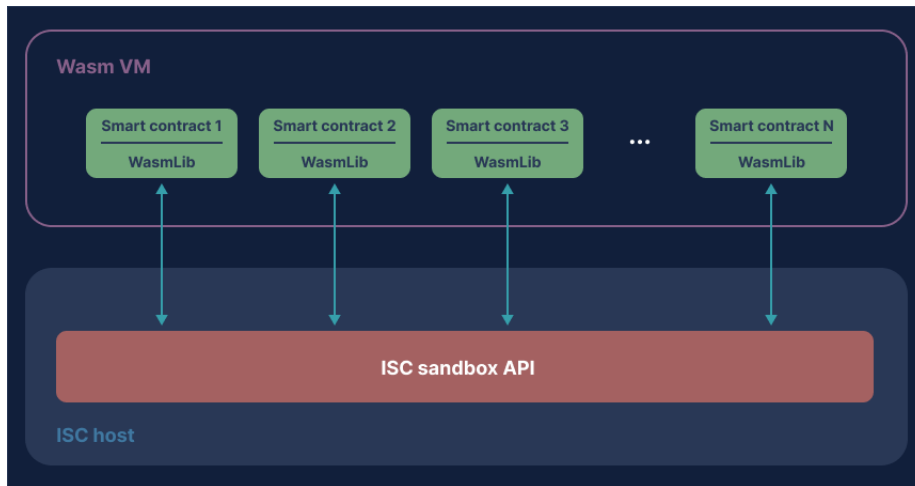 Wasm VM
Smart contract 1
WasmLib
Smart contract 2
WasmLib
Smart contract 3
WasmLib
...
Smart contract N
WasmLib
ISC sandbox API
ISC host